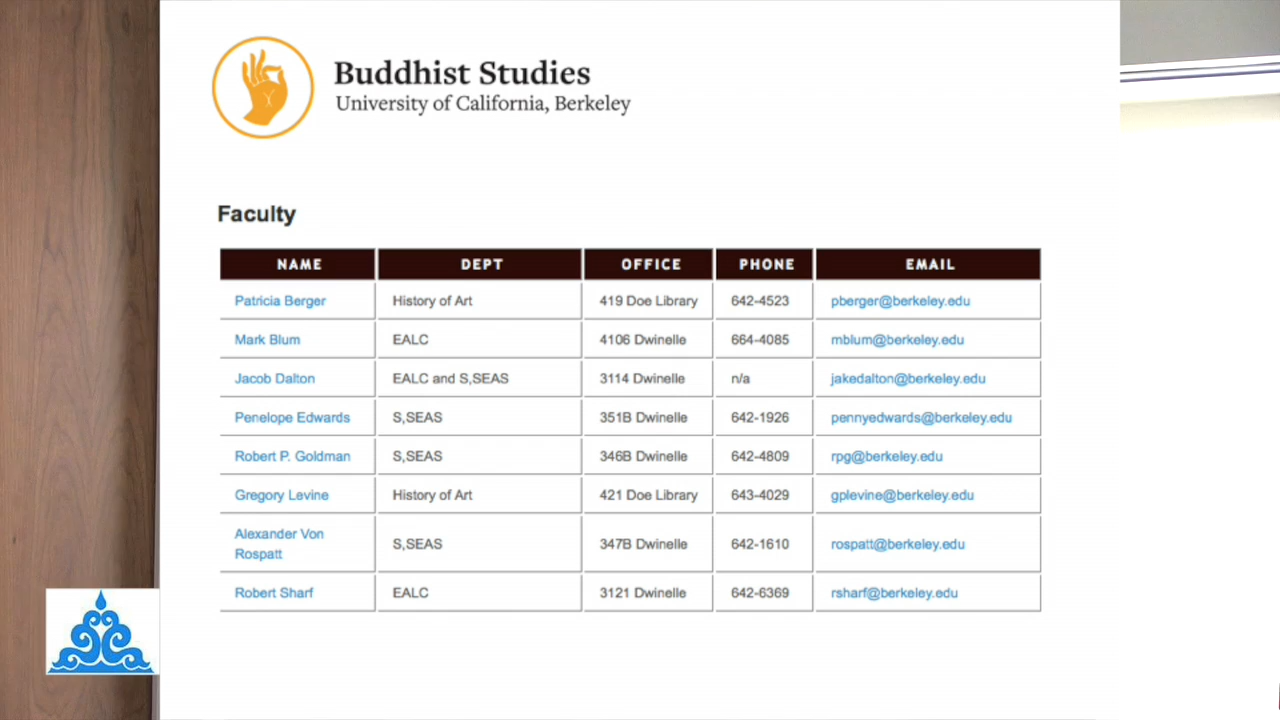 Buddhist Studies
University of California, Berkeley
Faculty
NAME DEPT OFFICE PHONE EMAIL
Patricia Berger History of Art 419 Doe Library 642-4523 pberger@berkeley.edu
Mark Blum EALC 4106 Dwinelle 664-4085 mblum@berkeley.edu
Jacob Dalton EALC and S,SEAS 3114 Dwinelle n/a jakedalton@berkeley.edu
Penelope Edwards S,SEAS 351B Dwinelle 642-1926 pennyedwards@berkeley.edu
Robert P. Goldman S,SEAS 346B Dwinelle 642-4809 rpg@berkeley.edu
Gregory Levine History of Art 421 Doe Library 643-4029 gplevine@berkeley.edu
Alexander Von
Rospatt S,SEAS 347B Dwinelle 642-1610 rospatt@berkeley.edu
Robert Sharf EALC 3121 Dwinelle 642-6369 rsharf@berkeley.edu